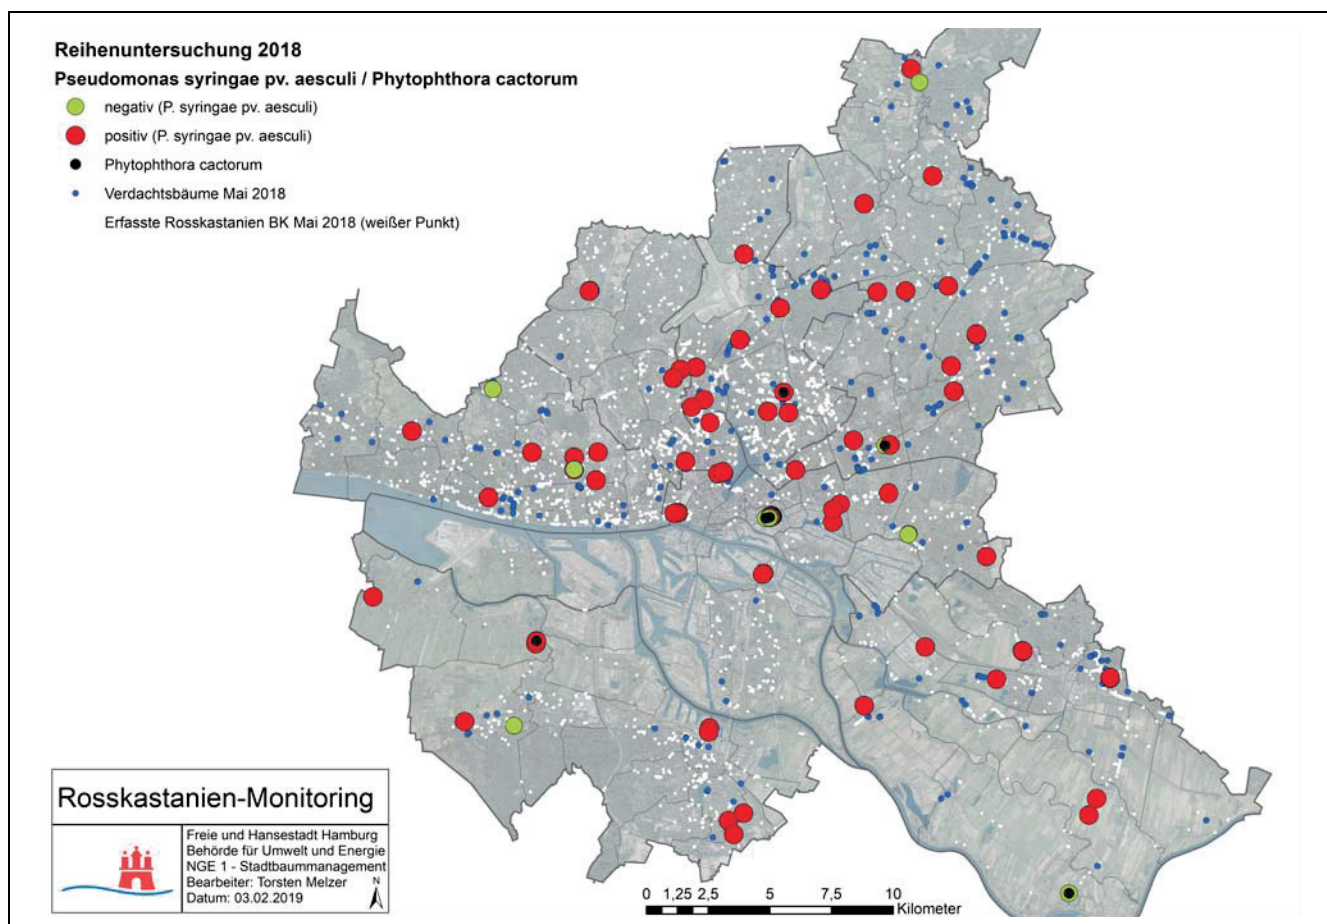 Reihenuntersuchung 2018
Pseudomonas syringae pv. aesculi / Phytophthora cactorum
negativ (P. syringae pv. aesculi)
positiv (P. syringae pv. aesculi)
Phytophthora cactorum
Verdachtsbäume Mai 2018
Erfasste Rosskastanien BK Mai 2018 (weißer Punkt)
Rosskastanien-Monitoring
Freie und Hansestadt Hamburg
Behörde für Umwelt und Energie
NGE 1 - Stadtbaummanagement
Bearbeiter: Torsten Melzer
Datum: 03.02.2019
N
0 1,25 2,5 5 7,5 10
Kilometer